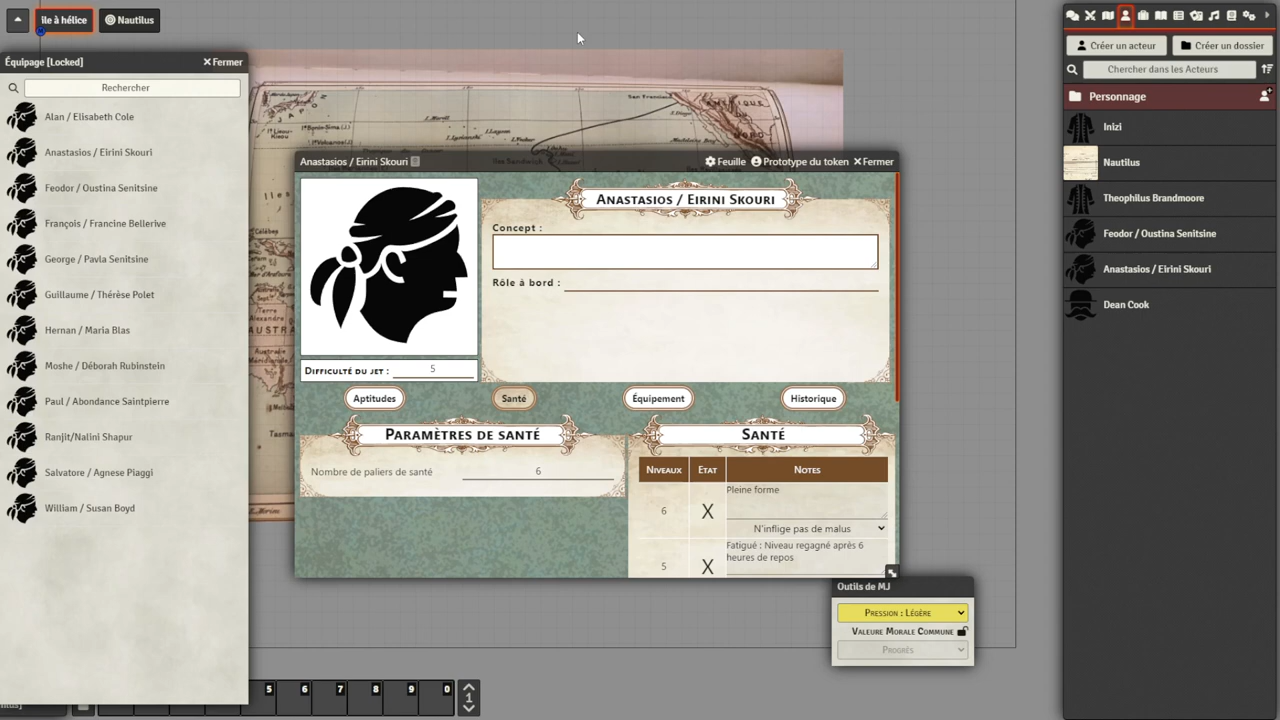 ile à hélice
Nautilus
Équipage [Locked]
Fermer
Rechercher
Alan / Elisabeth Cole
Anastasios / Eirini Skouri
Feodor / Oustina Senitsine
François / Francine Bellerive
George / Pavla Senitsine
Guillaume / Thérèse Polet
Hernan / Maria Blas
Moshe / Déborah Rubinstein
Paul / Abondance Saintpierre
Ranjit/Nalini Shapur
Salvatore / Agnese Piaggi
William / Susan Boyd
Anastasios / Eirini Skouri
Feuille
Prototype du token
Fermer
Anastasios / Eirini Skouri
Concept :
Rôle à bord :
Difficulté du jet : 5
Aptitudes
Santé
Équipement
Historique
Paramètres de santé
Nombre de paliers de santé 6
Santé
Niveaux Etat Notes
Pleine forme
6 X
N'inflige pas de malus
Fatigué : Niveau regagné après 6
heures de repos
5 X
Outils de MJ
Pression : Légère
Valeure Morale Commune
Progrés
5 6 7 8 9 0
1
Créer un acteur
Créer un dossier
Chercher dans les Acteurs
Personnage
Inizi
Nautilus
Theophilus Brandmoore
Feodor / Oustina Senitsine
Anastasios / Eirini Skouri
Dean Cook
San Francisco